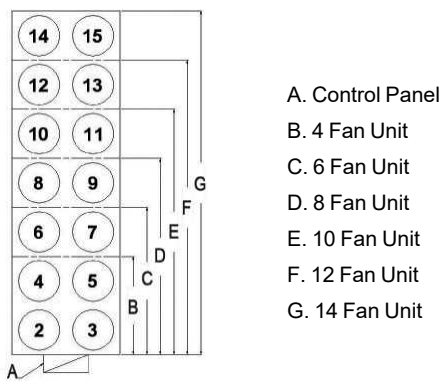 14 15
12 13
10 11
8 9
G
F
6 7
E
D
C
4 5
B
2 3
A
A. Control Panel
B. 4 Fan Unit
C. 6 Fan Unit
D. 8 Fan Unit
E. 10 Fan Unit
F. 12 Fan Unit
G. 14 Fan Unit